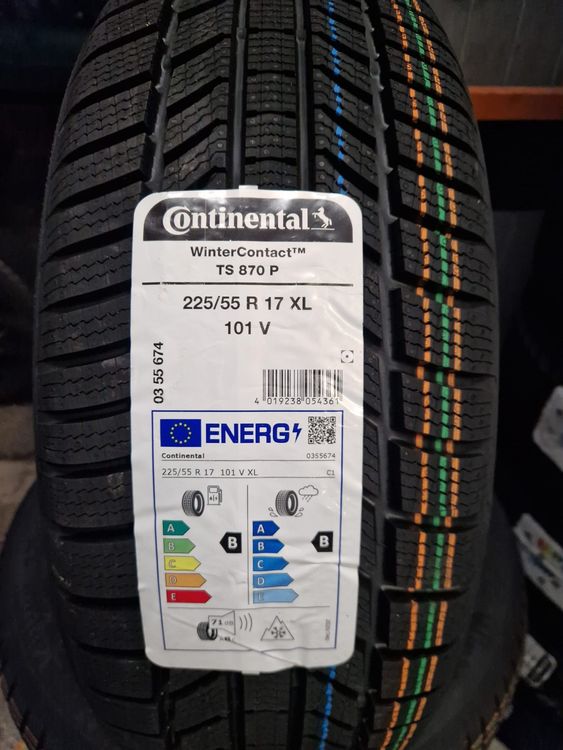 Continental
WinterContact™
TS 870 P
225/55 R 17 XL
101 V
03 55 674
4 019238 054361
ENERG
Continental 0355674
225/55 R 17 101 V XL C1
A
B
C
D
E
B
A
B
C
D
E
B
71 dB